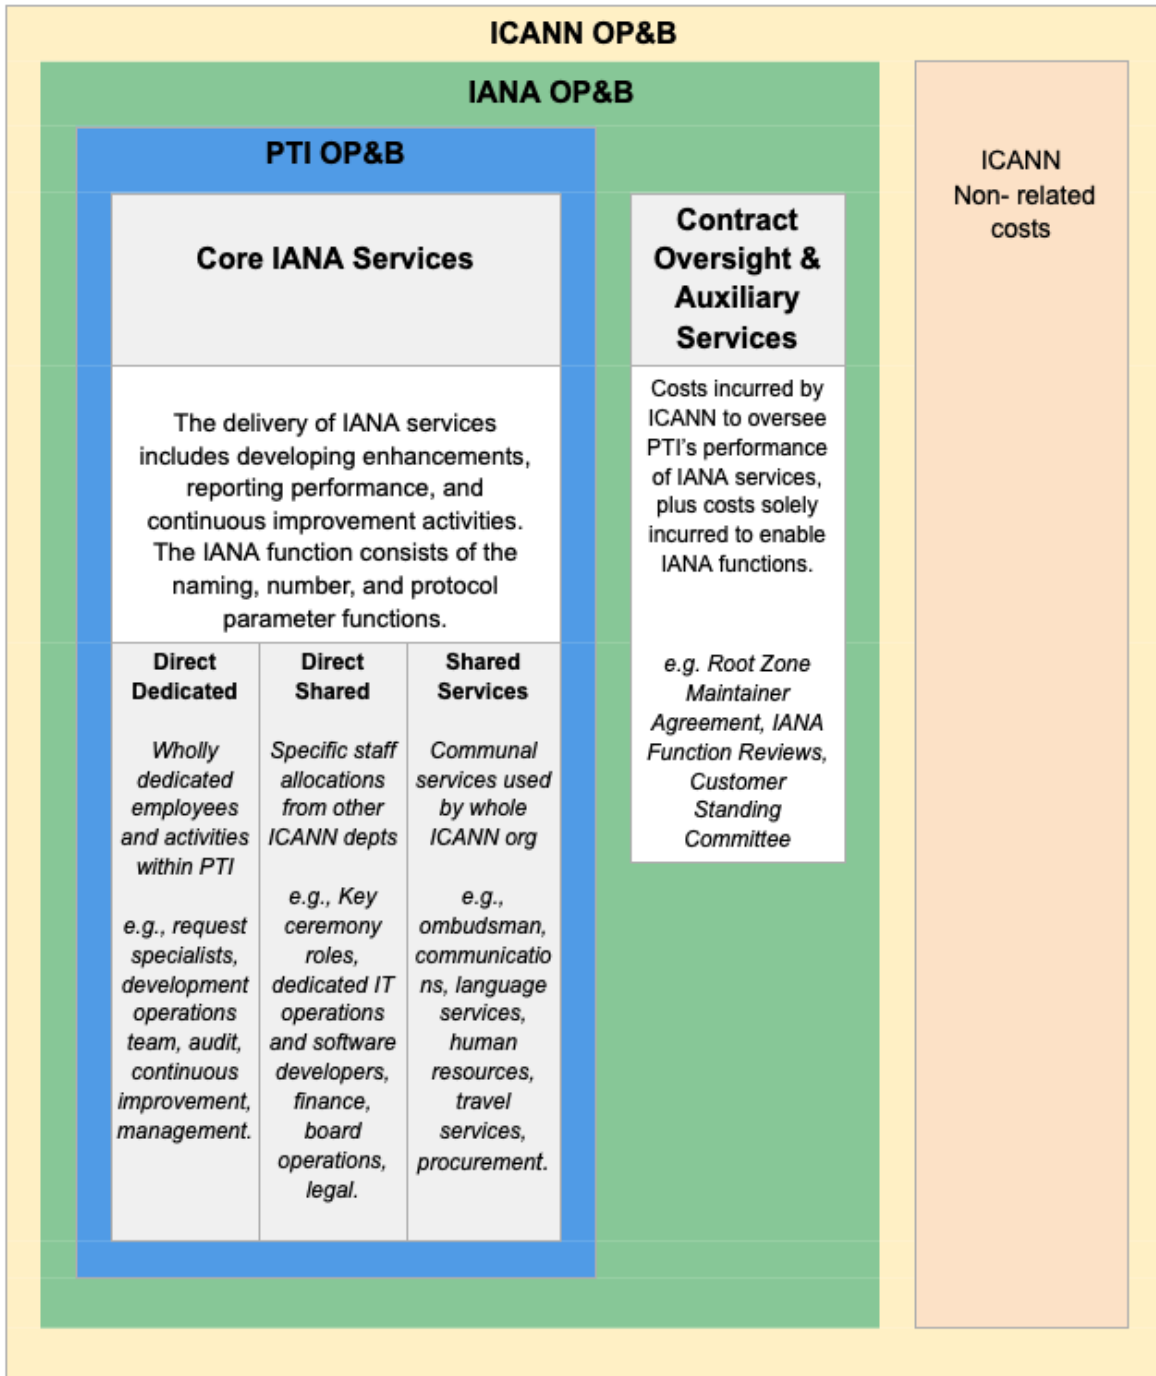 ICANN OP&B
IANA OP&B
PTI OP&B
Core IANA Services
The delivery of IANA services
includes developing enhancements,
reporting performance, and
continuous improvement activities.
The IANA function consists of the
naming, number, and protocol
parameter functions.
Direct
Dedicated
Wholly
dedicated
employees
and activities
within PTI
e.g., request
specialists,
development
operations
team, audit,
continuous
improvement,
management.
Direct
Shared
Specific staff
allocations
from other
ICANN depts
e.g., Key
ceremony
roles,
dedicated IT
operations
and software
developers,
finance,
board
operations,
legal.
Shared
Services
Communal
services used
by whole
ICANN org
e.g.,
ombudsman,
communicatio
ns, language
services,
human
resources,
travel
services,
procurement.
Contract
Oversight &
Auxiliary
Services
Costs incurred by
ICANN to oversee
PTI's performance
of IANA services,
plus costs solely
incurred to enable
IANA functions.
e.g. Root Zone
Maintainer
Agreement, IANA
Function Reviews,
Customer
Standing
Committee
ICANN
Non- related
costs